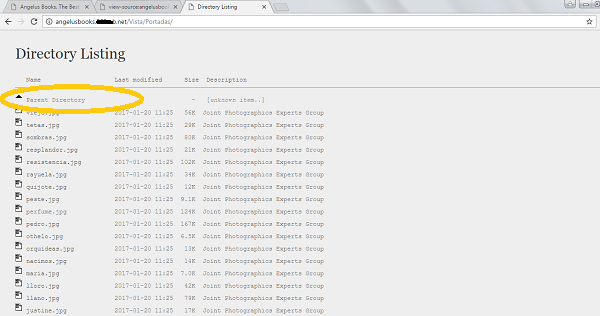 Angelus Books. The Bes
view-source:angelusbook
Directory Listing
angelusbooks. b.net/Vista/Portadas/
Directory Listing
Name Last modified Size Description
Parent Directory - [unknown item..]
viejo.jpg 2017-01-20 11:25 56K Joint Photographics Experts Group
tetas.jpg 2017-01-20 11:25 29K Joint Photographics Experts Group
sombras.jpg 2017-01-20 11:25 80K Joint Photographics Experts Group
resplandor.jpg 2017-01-20 11:25 21K Joint Photographics Experts Group
resistencia.jpg 2017-01-20 11:25 102K Joint Photographics Experts Group
rayuela.jpg 2017-01-20 11:25 34K Joint Photographics Experts Group
quijote.jpg 2017-01-20 11:25 12K Joint Photographics Experts Group
peste.jpg 2017-01-20 11:25 8.1K Joint Photographics Experts Group
perfume.jpg 2017-01-20 11:25 124K Joint Photographics Experts Group
pedro.jpg 2017-01-20 11:25 167K Joint Photographics Experts Group
othelo.jpg 2017-01-20 11:25 6.5K Joint Photographics Experts Group
orquideas.jpg 2017-01-20 11:25 13K Joint Photographics Experts Group
nacimos.jpg 2017-01-20 11:25 14K Joint Photographics Experts Group
maria.jpg 2017-01-20 11:25 7.0K Joint Photographics Experts Group
lloro.jpg 2017-01-20 11:25 42K Joint Photographics Experts Group
llano.jpg 2017-01-20 11:25 79K Joint Photographics Experts Group
justine.jpg 2017-01-20 11:25 17K Joint Photographics Experts Group